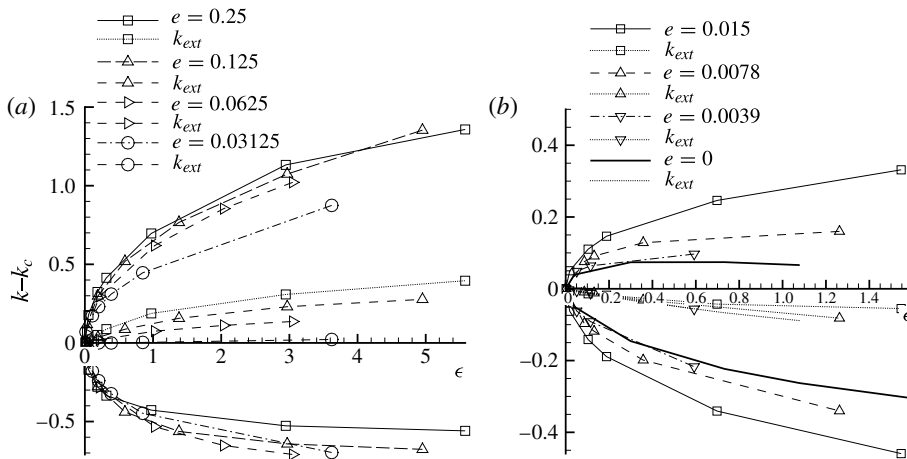 e = 0.25
k_ext
e = 0.125
k_ext
e = 0.0625
k_ext
e = 0.03125
k_ext
(a)
1.5
1.0
0.5
0
−0.5
k−k_c
0 1 2 3 4 5
ϵ
e = 0.015
k_ext
e = 0.0078
k_ext
e = 0.0039
k_ext
e = 0
k_ext
(b)
0.4
0.2
0
−0.2
−0.4
0 0.2 0.4 0.6 0.8 1.0 1.2 1.4
ϵ